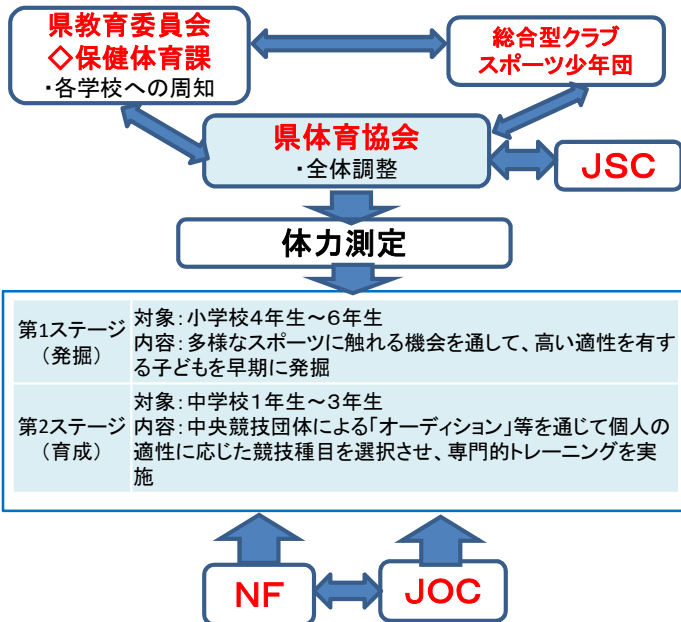 県教育委員会
◇保健体育課
・各学校への周知
総合型クラブ
スポーツ少年団
県体育協会
・全体調整
JSC
体力測定
第1ステージ
（発掘）
対象：小学校４年生～６年生
内容：多様なスポーツに触れる機会を通して、高い適性を有す
る子どもを早期に発掘
第2ステージ
（育成）
対象：中学校１年生～３年生
内容：中央競技団体による「オーディション」等を通じて個人の
適性に応じた競技種目を選択させ、専門的トレーニングを実
施
NF
JOC